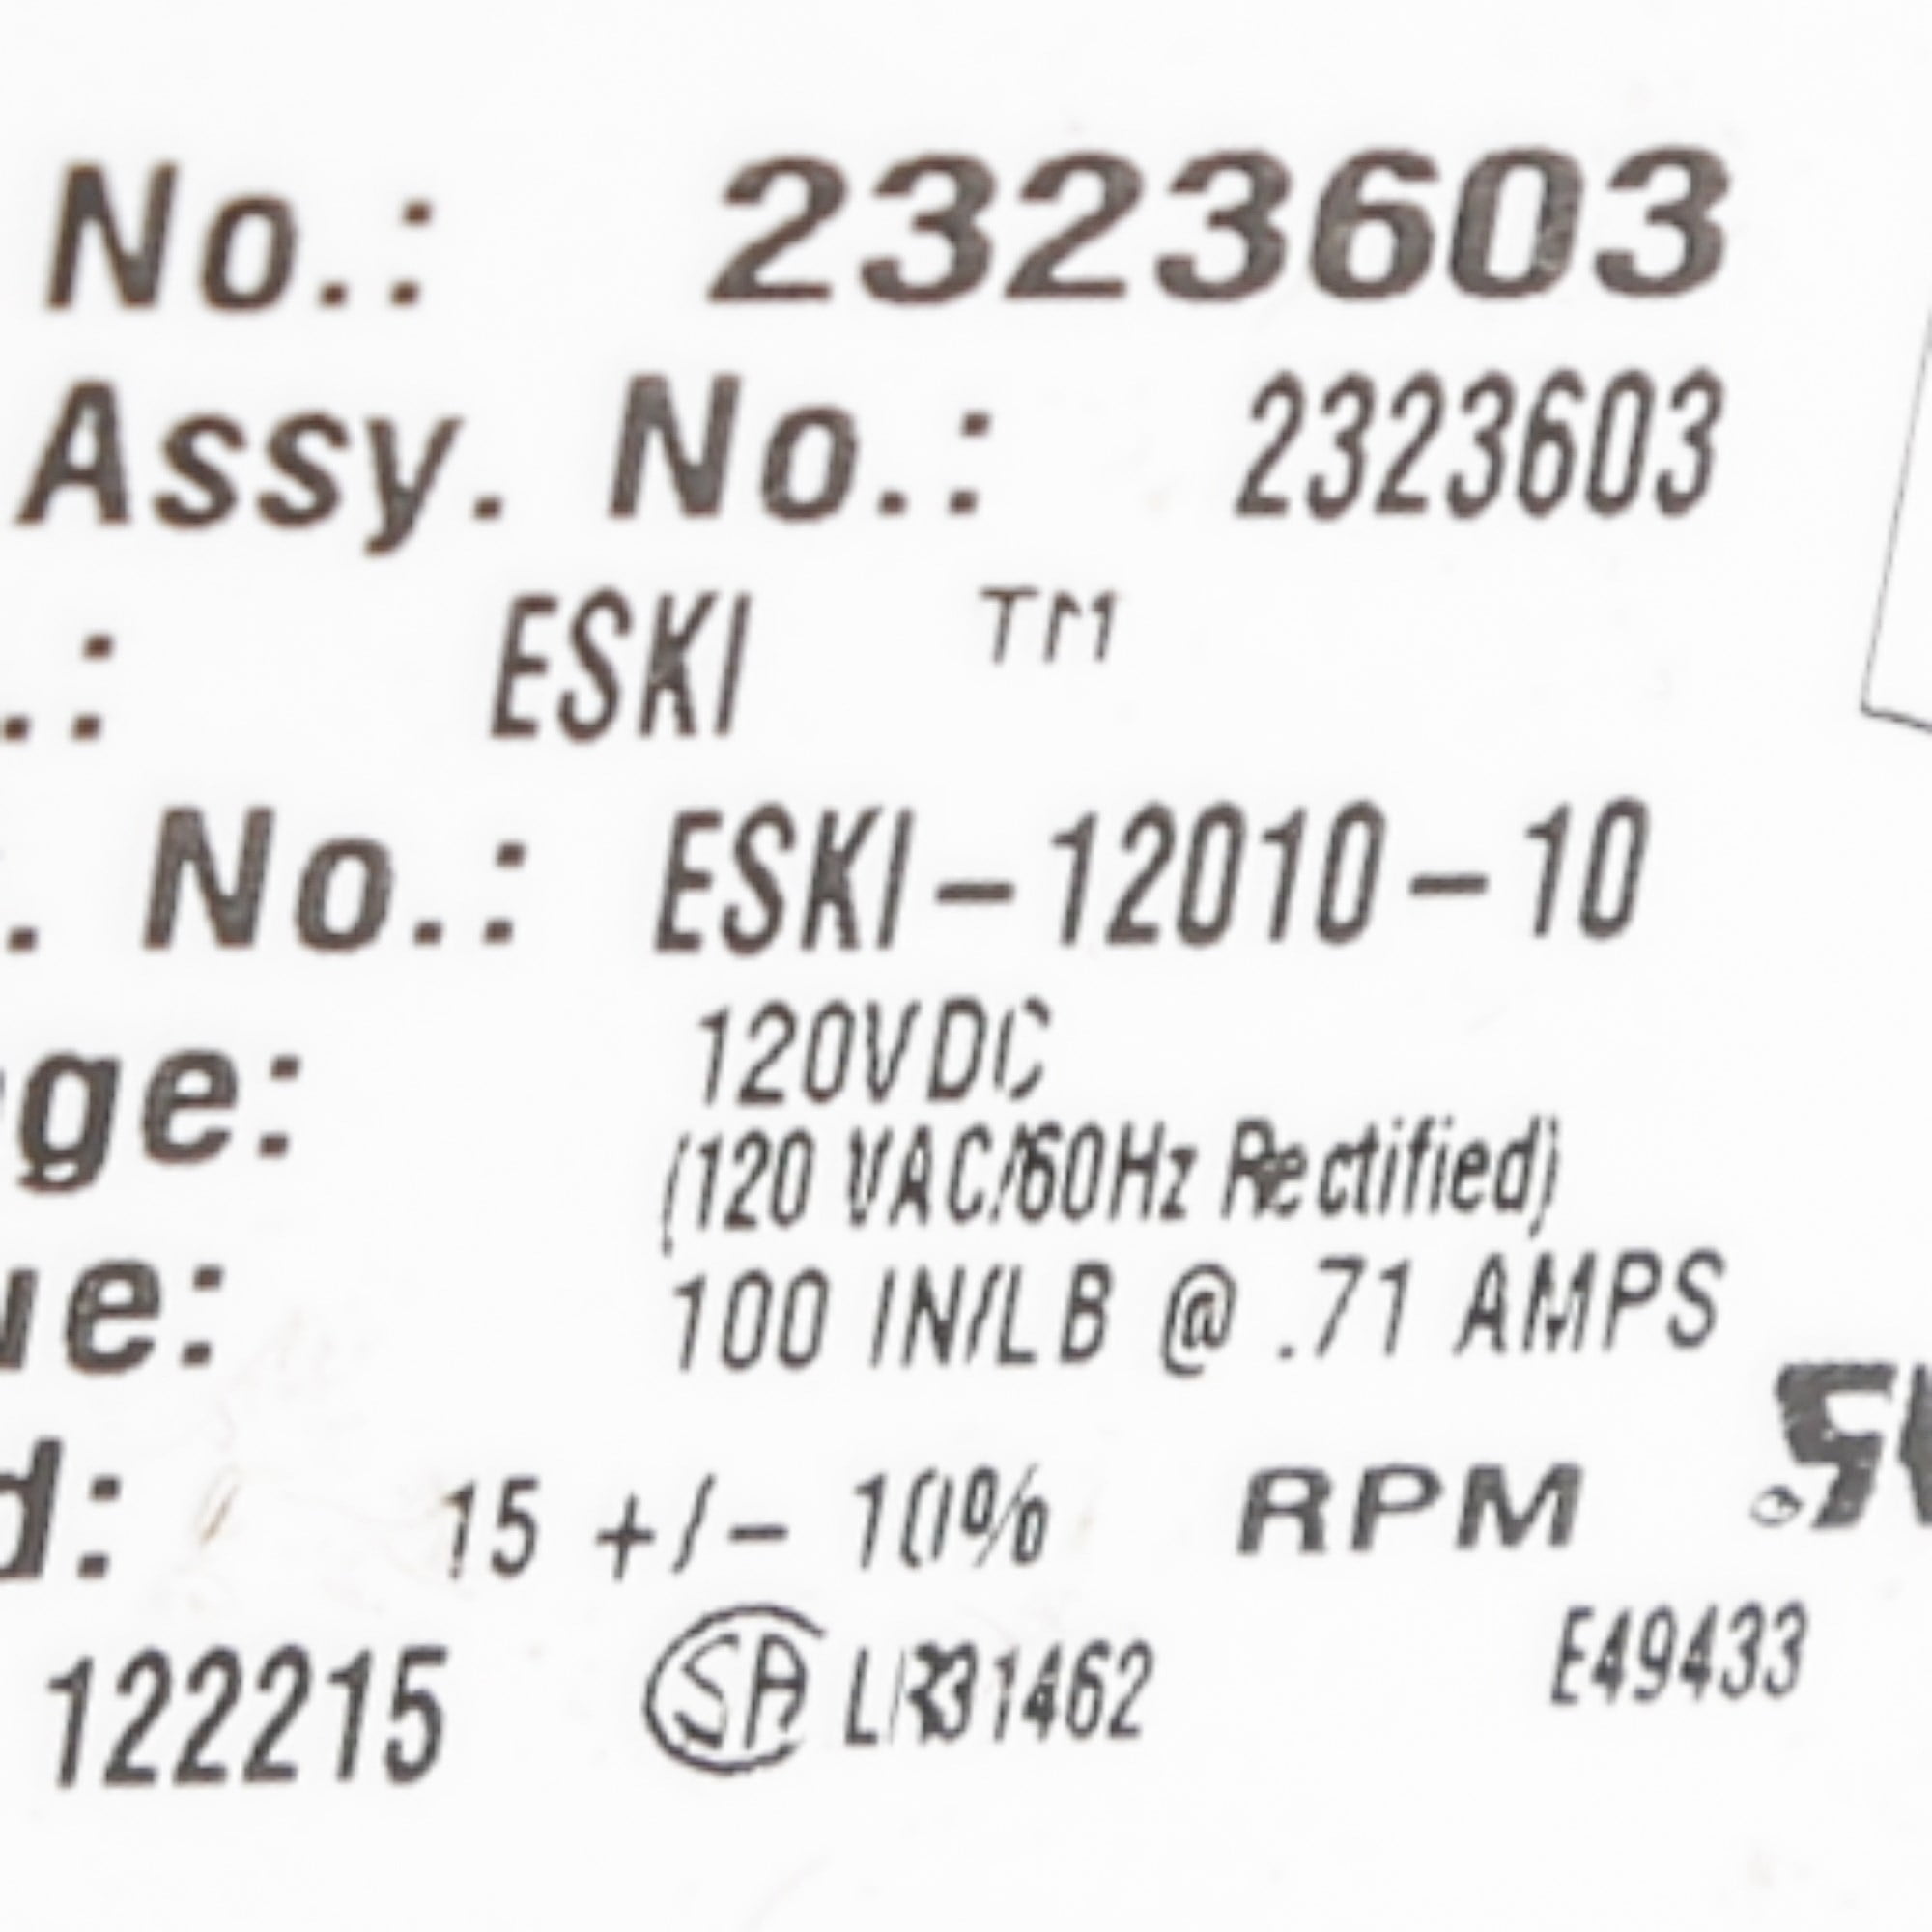 No.: 2323603
Assy. No.: 2323603
.: ESKI TM
. No.: ESKI-12010-10
ge: 120VDC
(120 VAC/60Hz Rectified)
ue: 100 IN/LB @ .71 AMPS
d: 15 +/- 10% RPM
122215 SA LR31462 E49433